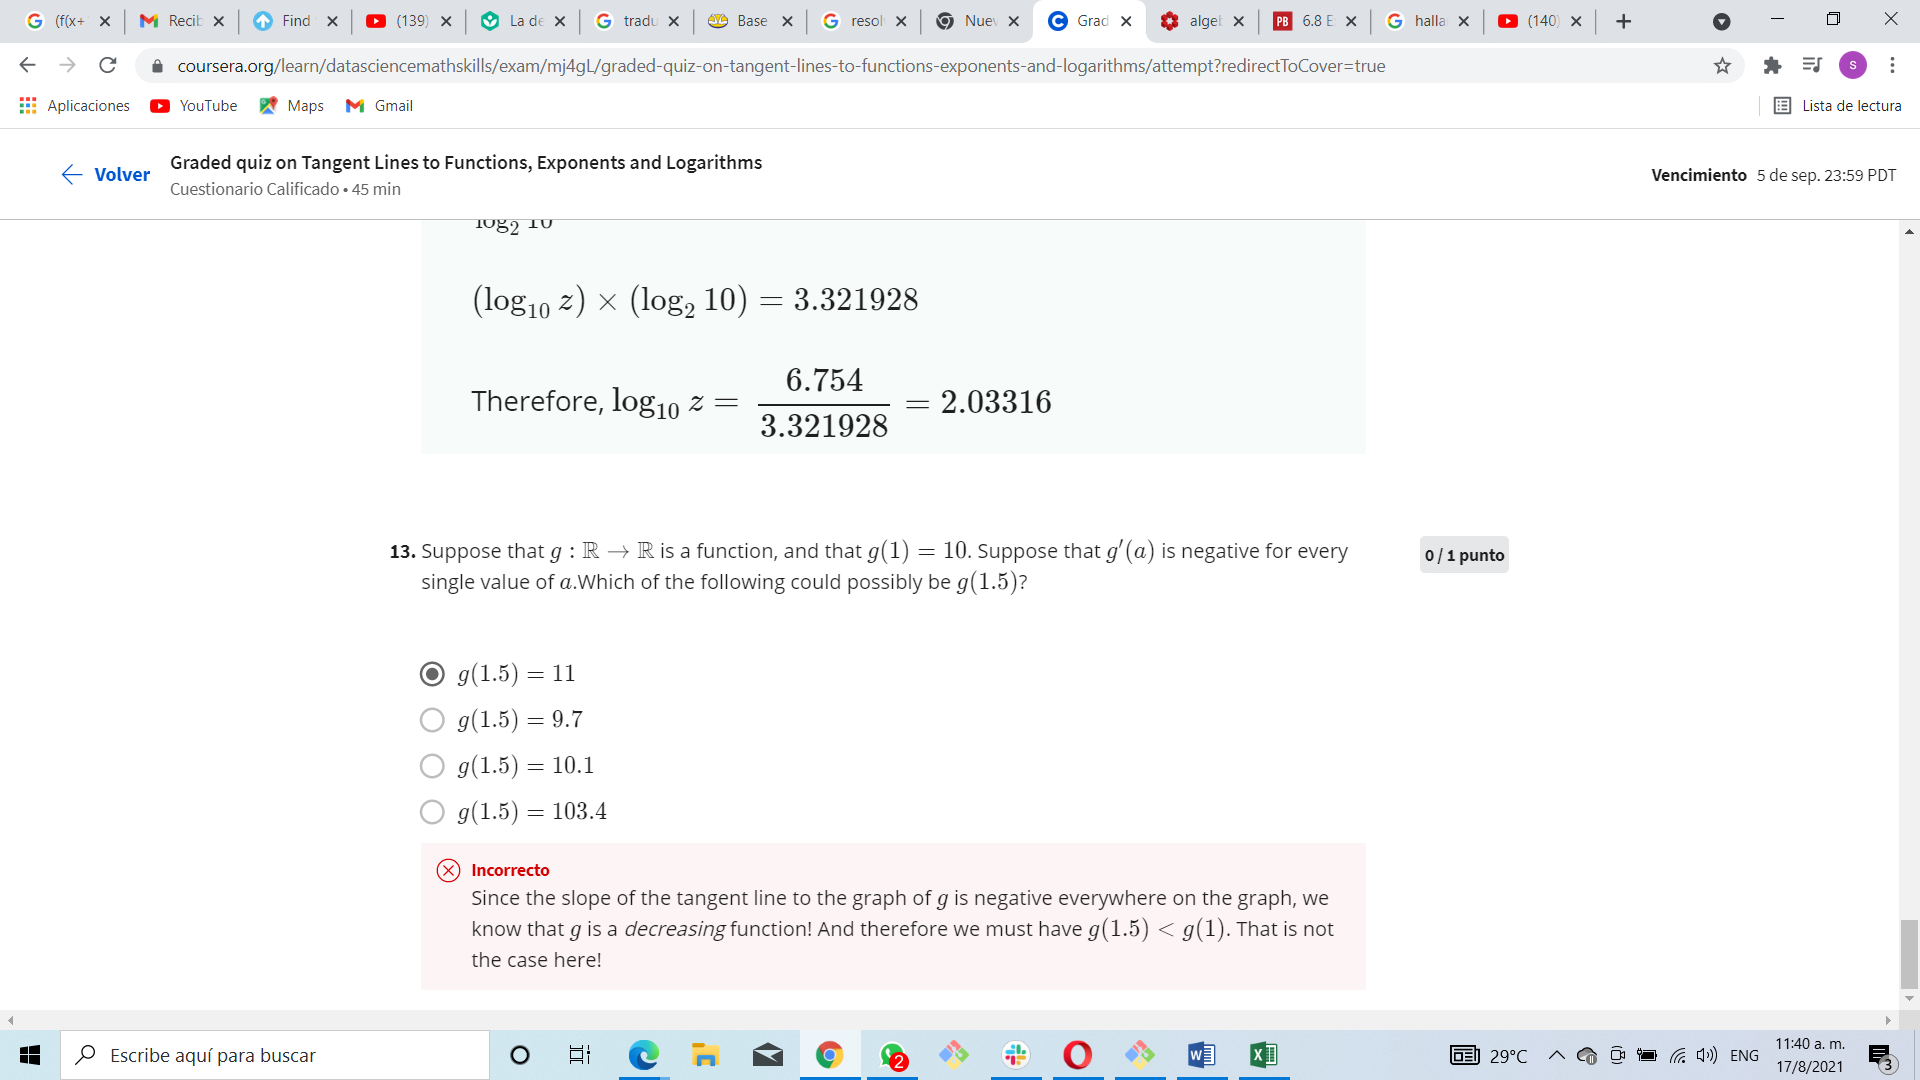 (f(x+
Recib
Find
(139)
La de
tradu
Base
resol
Nuev
Grad
algeb
PB 6.8 E
halla
(140)
coursera.org/learn/datasciencemathskills/exam/mj4gL/graded-quiz-on-tangent-lines-to-functions-exponents-and-logarithms/attempt?redirectToCover=true
S
Aplicaciones YouTube Maps Gmail Lista de lectura
Volver
Graded quiz on Tangent Lines to Functions, Exponents and Logarithms
Cuestionario Calificado • 45 min
Vencimiento 5 de sep. 23:59 PDT
log₂ 10
(log₁₀ z) × (log₂ 10) = 3.321928
Therefore, log₁₀ z = 6.754 / 3.321928 = 2.03316
13. Suppose that g : ℝ → ℝ is a function, and that g(1) = 10. Suppose that g′(a) is negative for every
single value of a.Which of the following could possibly be g(1.5)?
0 / 1 punto
g(1.5) = 11
g(1.5) = 9.7
g(1.5) = 10.1
g(1.5) = 103.4
Incorrecto
Since the slope of the tangent line to the graph of g is negative everywhere on the graph, we
know that g is a decreasing function! And therefore we must have g(1.5) < g(1). That is not
the case here!
Escribe aquí para buscar
2
29°C
ENG
11:40 a. m.
17/8/2021
3